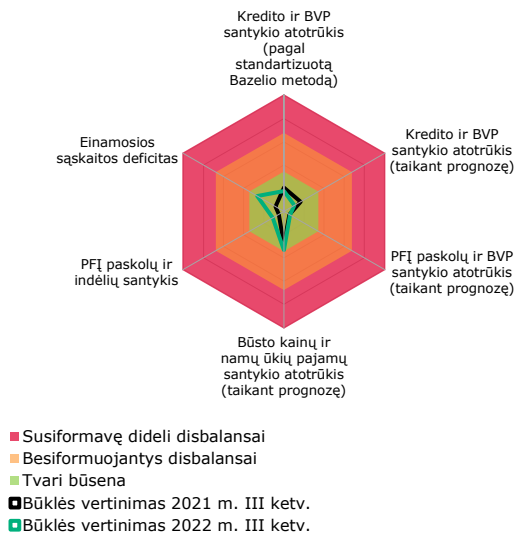 Kredito ir BVP
santykio atotrūkis
(pagal
standartizuotą
Bazelio metodą)
Kredito ir BVP
santykio atotrūkis
(taikant prognozę)
PFĮ paskolų ir BVP
santykio atotrūkis
(taikant prognozę)
Būsto kainų ir
namų ūkių pajamų
santykio atotrūkis
(taikant prognozę)
PFĮ paskolų ir
indėlių santykis
Einamosios
sąskaitos deficitas
Susiformavę dideli disbalansai
Besiformuojantys disbalansai
Tvari būsena
Būklės vertinimas 2021 m. III ketv.
Būklės vertinimas 2022 m. III ketv.